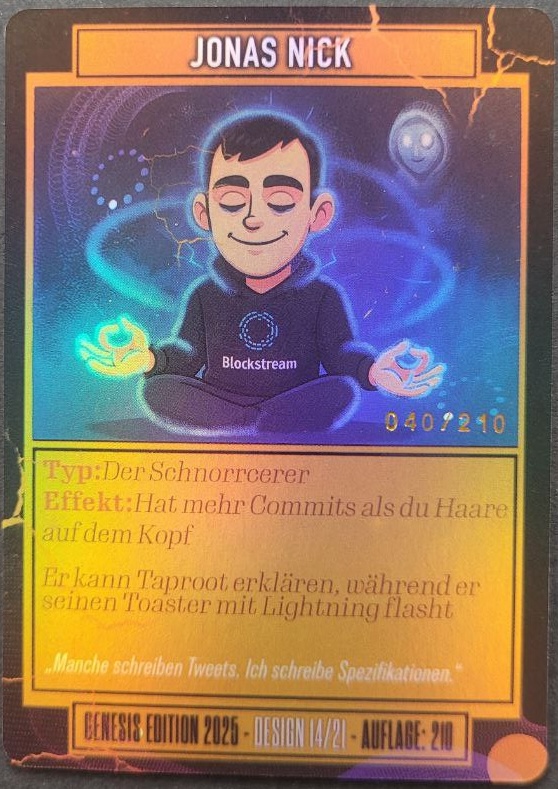 JONAS NICK
Blockstream
040/210
Typ:Der Schnorrcerer
Effekt:Hat mehr Commits als du Haare
auf dem Kopf
Er kann Taproot erklären, während er
seinen Toaster mit Lightning flasht
„Manche schreiben Tweets. Ich schreibe Spezifikationen.“
GENESIS EDITION 2025 - DESIGN 14/21 - AUFLAGE: 210